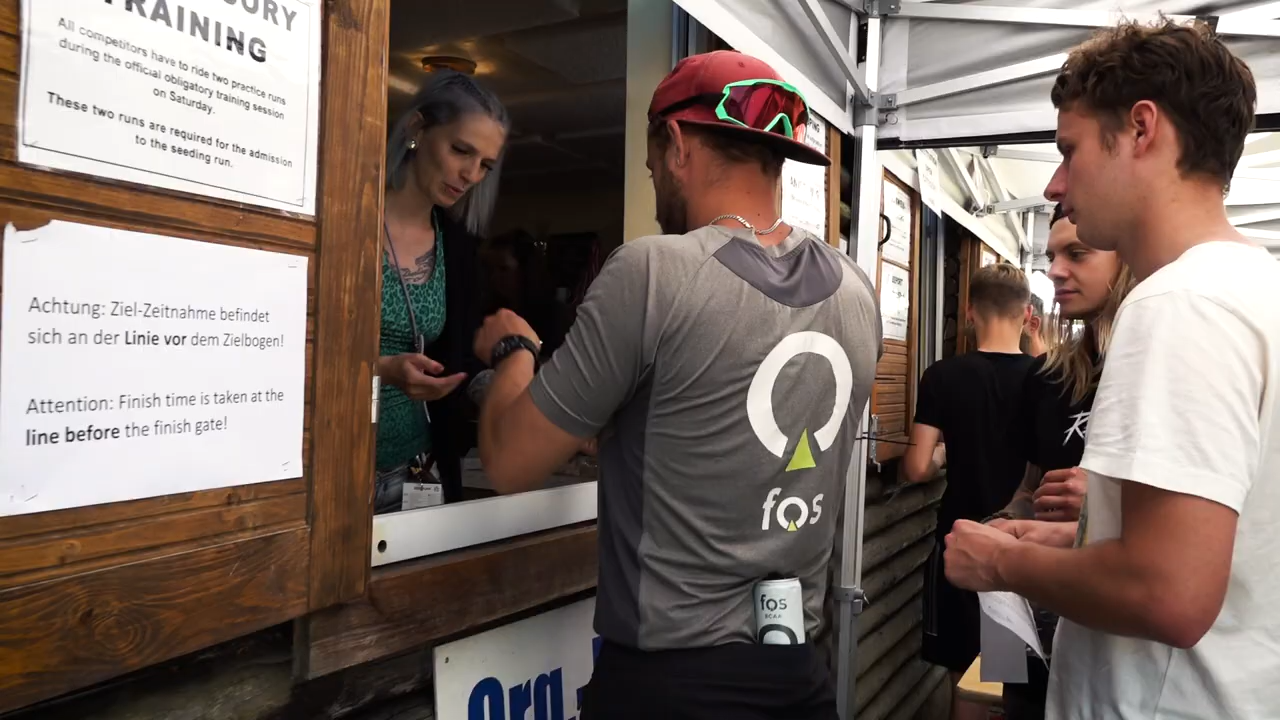 TRAINING
All competitors have to ride two practice runs
during the official obligatory training session
on Saturday.
These two runs are required for the admission
to the seeding run.
Achtung: Ziel-Zeitnahme befindet
sich an der Linie vor dem Zielbogen!
Attention: Finish time is taken at the
line before the finish gate!
fos
fos
BCAA
Org.